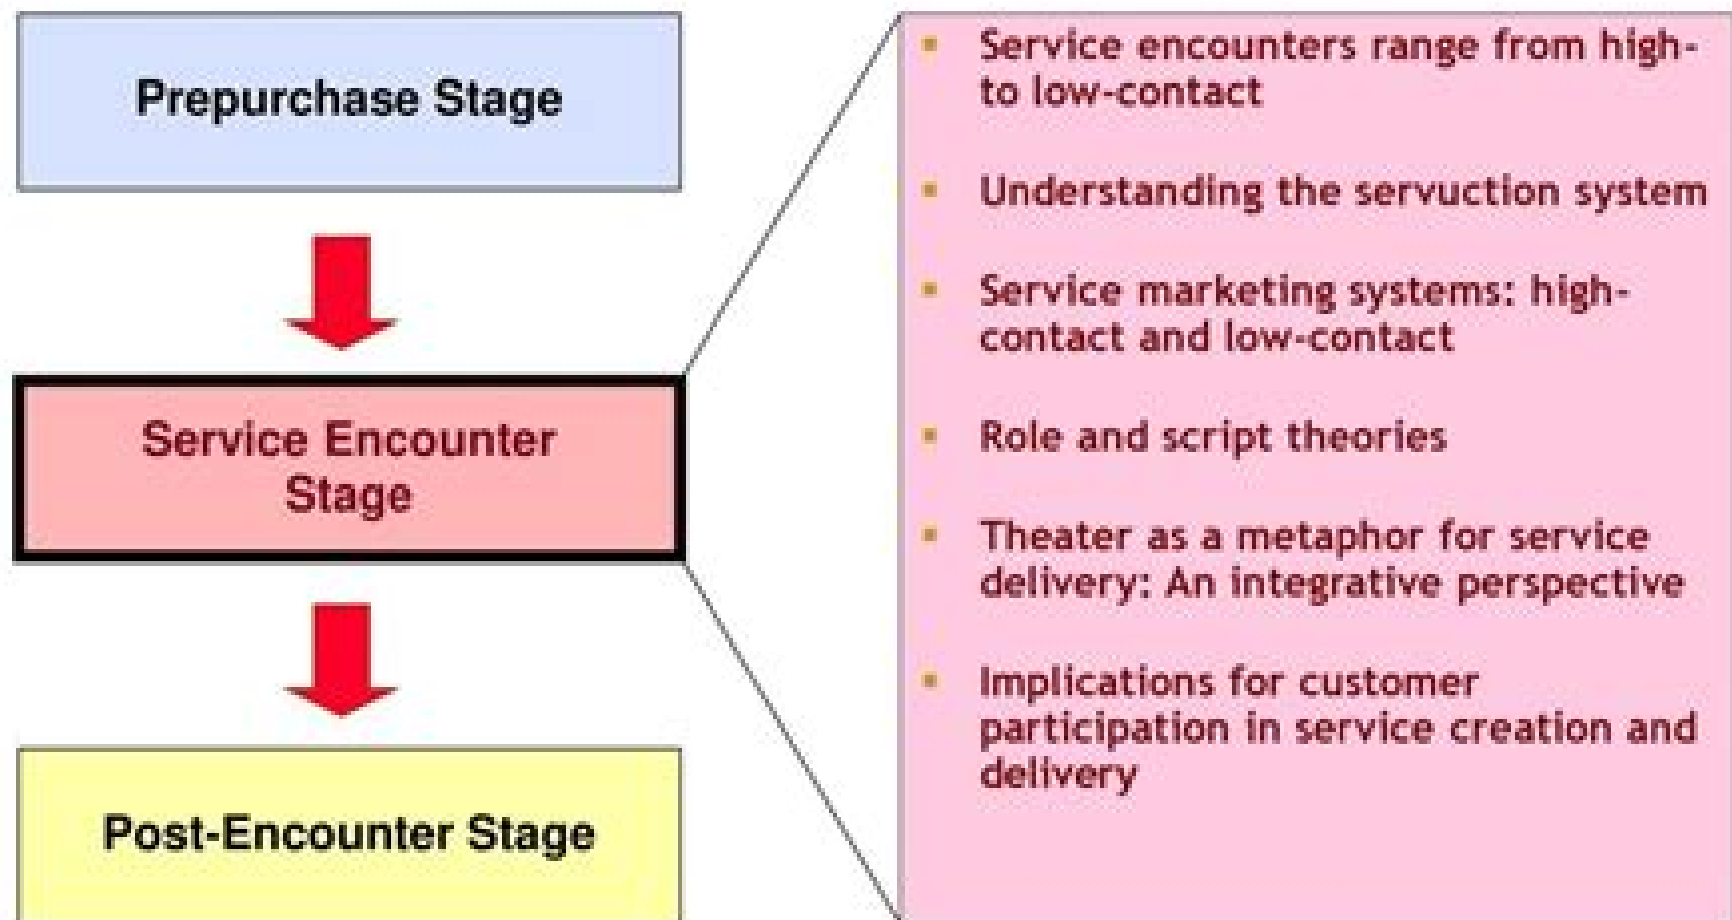 Prepurchase Stage
Service Encounter
Stage
Post-Encounter Stage
Service encounters range from high-
to low-contact
Understanding the servuction system
Service marketing systems: high-
contact and low-contact
Role and script theories
Theater as a metaphor for service
delivery: An integrative perspective
Implications for customer
participation in service creation and
delivery